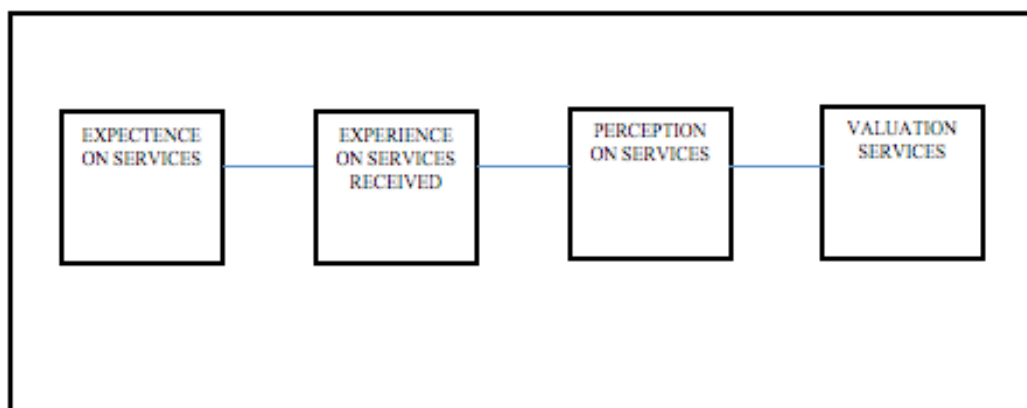 EXPECTENCE
ON SERVICES
EXPERIENCE
ON SERVICES
RECEIVED
PERCEPTION
ON SERVICES
VALUATION
SERVICES